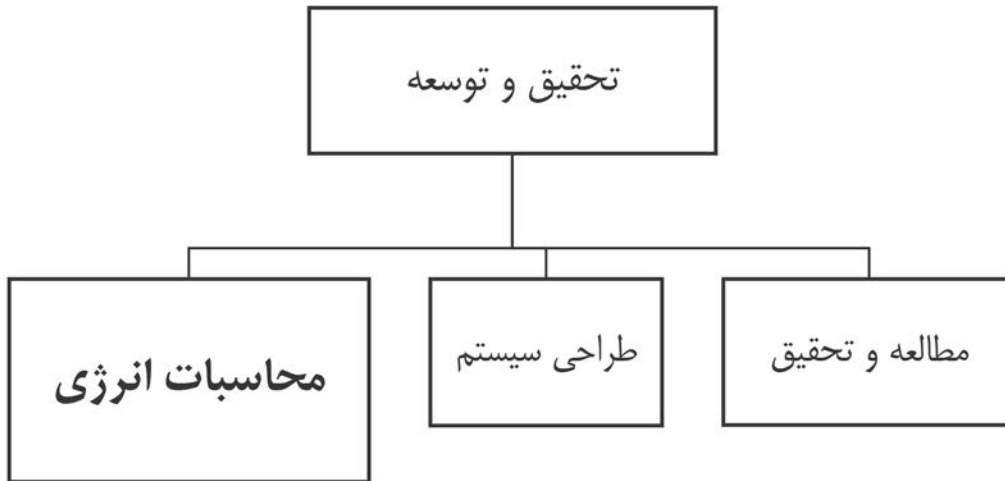 تحقیق و توسعه
مطالعه و تحقیق
طراحی سیستم
محاسبات انرژی